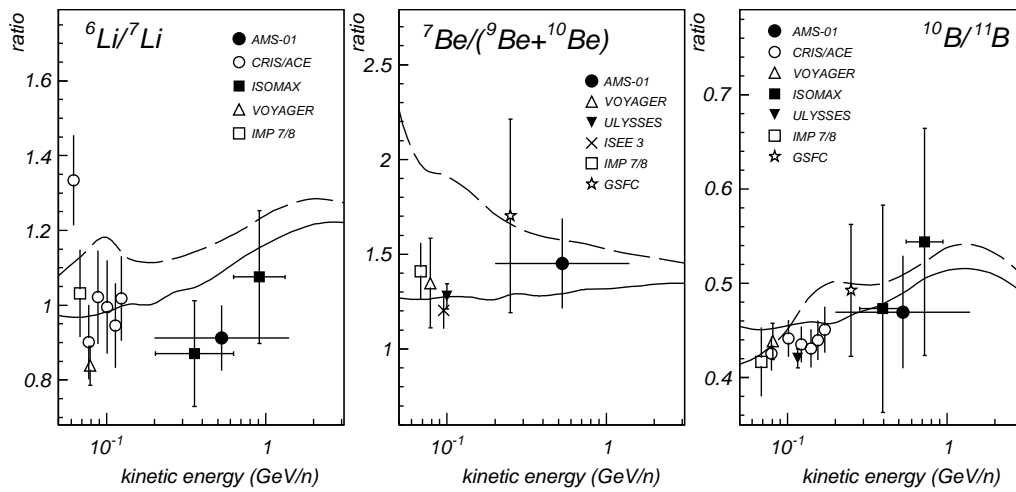 ratio
⁶Li/⁷Li
AMS-01
CRIS/ACE
ISOMAX
VOYAGER
IMP 7/8
1.8
1.6
1.4
1.2
1
0.8
10⁻¹
1
kinetic energy (GeV/n)
ratio
⁷Be/(⁹Be+¹⁰Be)
AMS-01
VOYAGER
ULYSSES
ISEE 3
IMP 7/8
GSFC
2.5
2
1.5
1
10⁻¹
1
kinetic energy (GeV/n)
ratio
¹⁰B/¹¹B
AMS-01
CRIS/ACE
VOYAGER
ISOMAX
ULYSSES
IMP 7/8
GSFC
0.7
0.6
0.5
0.4
10⁻¹
1
kinetic energy (GeV/n)